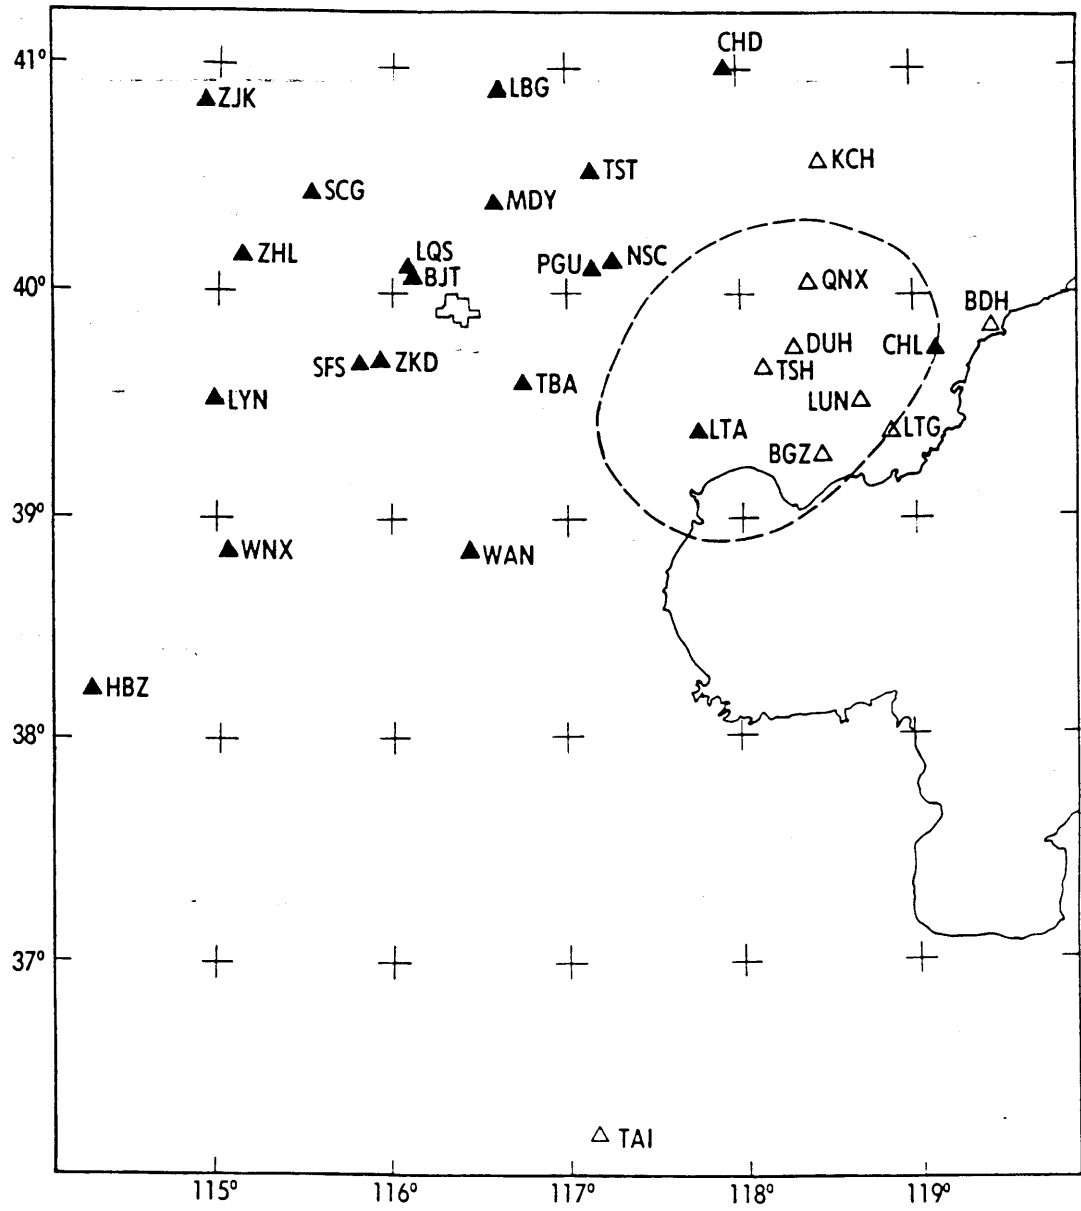 CHD
41°
LBG
ZJK
KCH
TST
SCG
MDY
LQS
NSC
ZHL
PGU
BJT
40°
QNX
BDH
DUH
CHL
SFS
ZKD
TSH
TBA
LYN
LUN
LTA
LTG
BGZ
39°
WNX
WAN
HBZ
38°
37°
TAI
115°
116°
117°
118°
119°